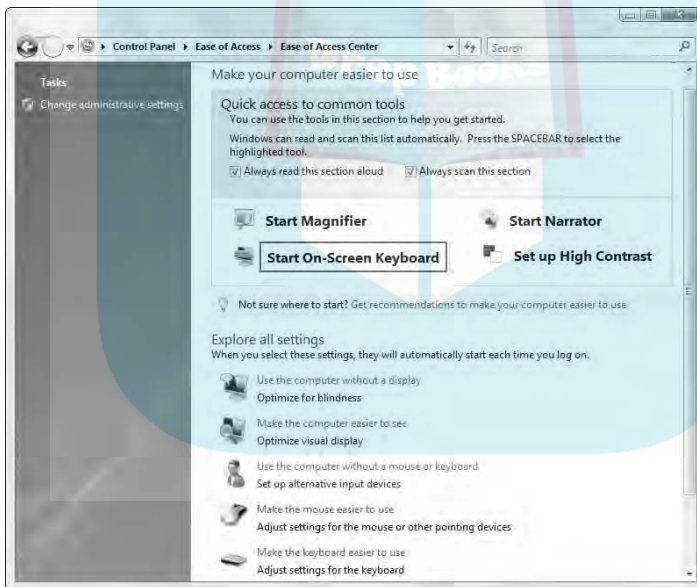 Control Panel ▸ Ease of Access ▸ Ease of Access Center
Search
Tasks
Change administrative settings
Make your computer easier to use
Drop Books
Quick access to common tools
You can use the tools in this section to help you get started.
Windows can read and scan this list automatically. Press the SPACEBAR to select the
highlighted tool.
Always read this section aloud
Always scan this section
Start Magnifier
Start Narrator
Start On-Screen Keyboard
Set up High Contrast
Not sure where to start? Get recommendations to make your computer easier to use
Explore all settings
When you select these settings, they will automatically start each time you log on.
Use the computer without a display
Optimize for blindness
Make the computer easier to see
Optimize visual display
Use the computer without a mouse or keyboard
Set up alternative input devices
Make the mouse easier to use
Adjust settings for the mouse or other pointing devices
Make the keyboard easier to use
Adjust settings for the keyboard